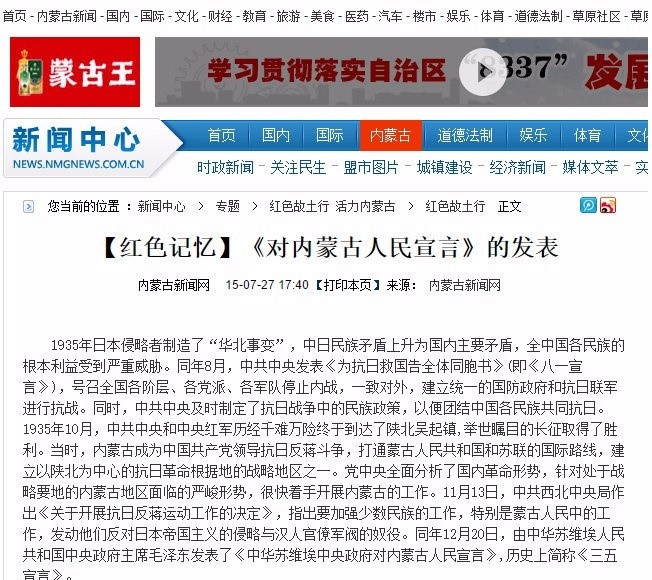 首页 - 内蒙古新闻 - 国内 - 国际 - 文化 - 财经 - 教育 - 旅游 - 美食 - 医药 - 汽车 - 楼市 - 娱乐 - 体育 - 道德法制 - 草原社区 - 草原
蒙古王
学习贯彻落实自治区 “8337” 发展
新闻中心
NEWS.NMGNEWS.COM.CN
首页 国内 国际 内蒙古 道德法制 娱乐 体育 文化
时政新闻 - 关注民生 - 盟市图片 - 城镇建设 - 经济新闻 - 媒体文萃 - 实
您当前的位置 ： 新闻中心 > 专题 > 红色故土行 活力内蒙古 > 红色故土行 正文
【红色记忆】《对内蒙古人民宣言》的发表
内蒙古新闻网 15-07-27 17:40 【打印本页】来源： 内蒙古新闻网
1935年日本侵略者制造了“华北事变”，中日民族矛盾上升为国内主要矛盾，全中国各民族的
根本利益受到严重威胁。同年8月，中共中央发表《为抗日救国告全体同胞书》(即《八一宣
言》)，号召全国各阶层、各党派、各军队停止内战，一致对外，建立统一的国防政府和抗日联军
进行抗战。同时，中共中央及时制定了抗日战争中的民族政策，以便团结中国各民族共同抗日。
1935年10月，中共中央和中央红军历经千难万险终于到达了陕北吴起镇,举世瞩目的长征取得了胜
利。当时，内蒙古成为中国共产党领导抗日反蒋斗争，打通蒙古人民共和国和苏联的国际路线，建
立以陕北为中心的抗日革命根据地的战略地区之一。党中央全面分析了国内革命形势，针对处于战
略要地的内蒙古地区面临的严峻形势，很快着手开展内蒙古的工作。11月13日，中共西北中央局作
出《关于开展抗日反蒋运动工作的决定》，指出要加强少数民族的工作，特别是蒙古人民中的工
作，发动他们反对日本帝国主义的侵略与汉人官僚军阀的奴役。同年12月20日，由中华苏维埃人民
共和国中央政府主席毛泽东发表了《中华苏维埃中央政府对内蒙古人民宣言》,历史上简称《三五
宣言》。